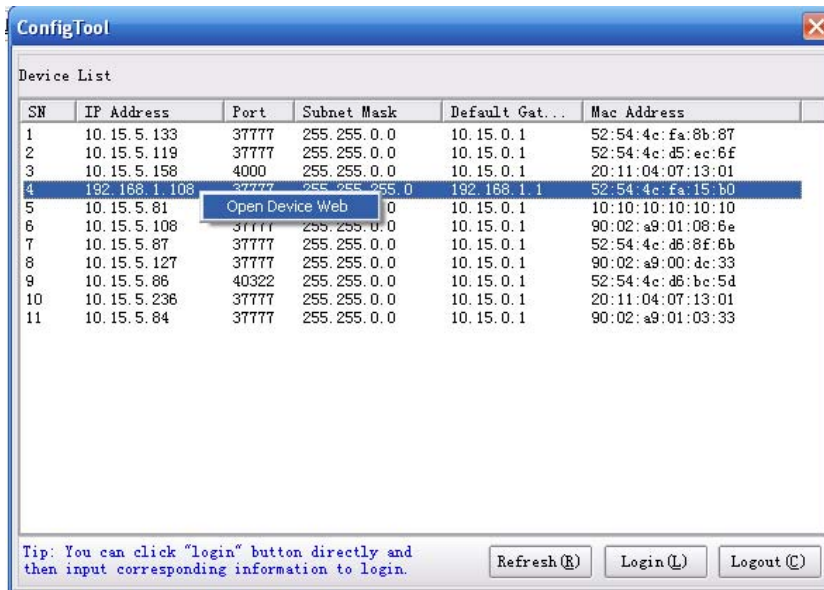 ConfigTool
Device List
SN IP Address Port Subnet Mask Default Gat... Mac Address
1 10.15.5.133 37777 255.255.0.0 10.15.0.1 52:54:4c:fa:8b:87
2 10.15.5.119 37777 255.255.0.0 10.15.0.1 52:54:4c:d5:ec:6f
3 10.15.5.158 4000 255.255.0.0 10.15.0.1 20:11:04:07:13:01
4 192.168.1.108 37777 255.255.255.0 192.168.1.1 52:54:4c:fa:15:b0
Open Device Web
5 10.15.5.81 0 10.15.0.1 10:10:10:10:10:10
6 10.15.5.108 37777 255.255.0.0 10.15.0.1 90:02:a9:01:08:6e
7 10.15.5.87 37777 255.255.0.0 10.15.0.1 52:54:4c:d6:8f:6b
8 10.15.5.127 37777 255.255.0.0 10.15.0.1 90:02:a9:00:dc:33
9 10.15.5.86 40322 255.255.0.0 10.15.0.1 52:54:4c:d6:bc:5d
10 10.15.5.236 37777 255.255.0.0 10.15.0.1 20:11:04:07:13:01
11 10.15.5.84 37777 255.255.0.0 10.15.0.1 90:02:a9:01:03:33
Tip: You can click "login" button directly and
then input corresponding information to login.
Refresh(R) Login(L) Logout(C)